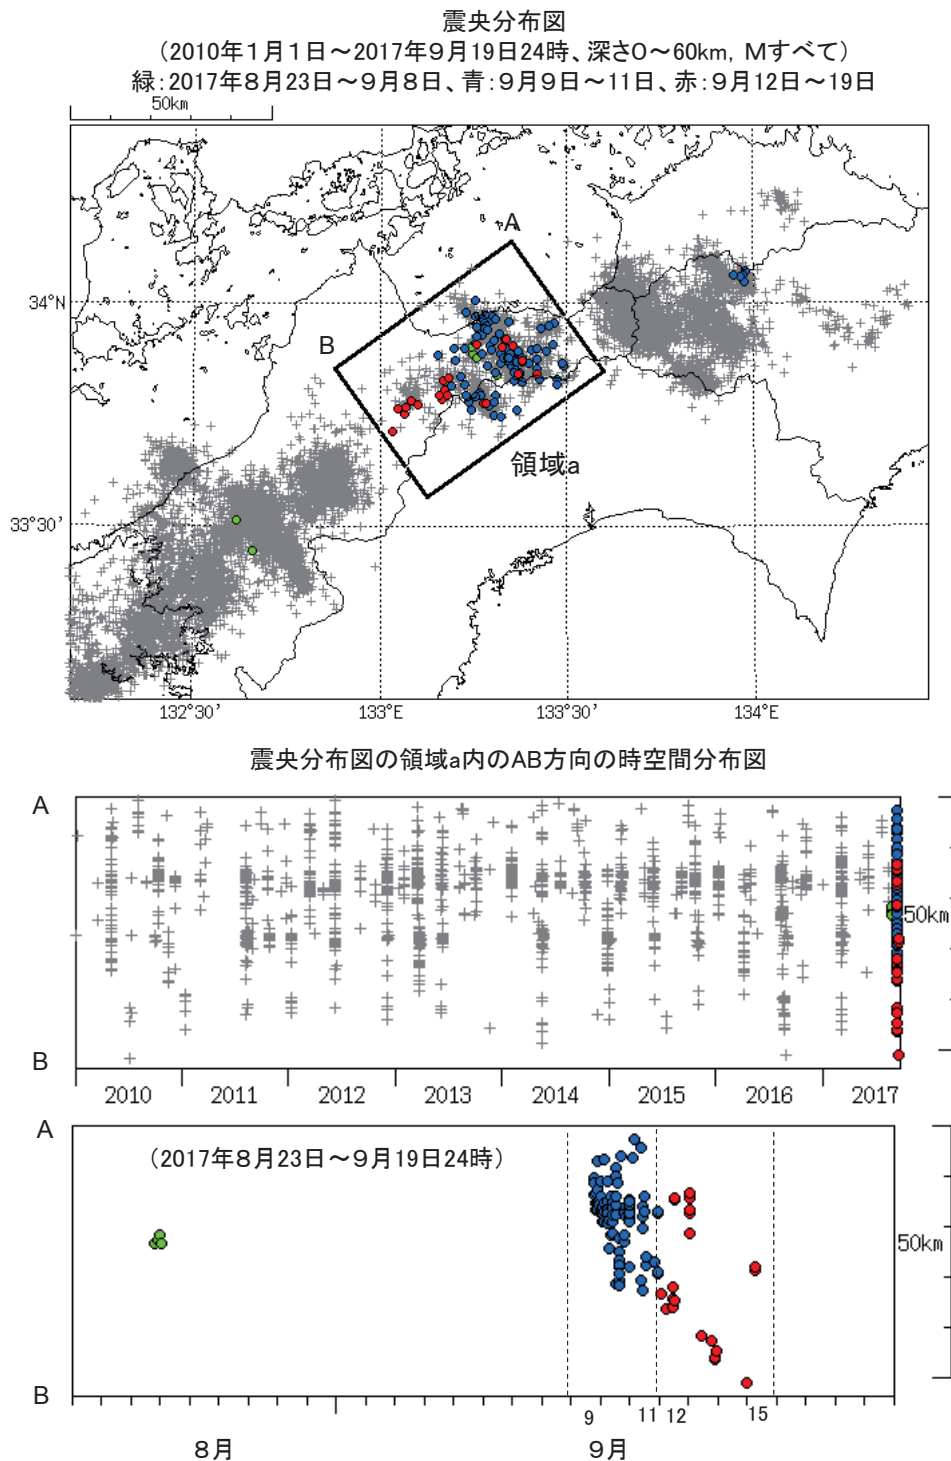 震央分布図
（2010年１月１日～2017年９月19日24時、深さ０～60km, Mすべて）
緑：2017年８月23日～９月８日、青：９月９日～11日、赤：９月12日～19日
50km
A
34°N
B
領域a
33°30'
132°30'
133°E
133°30'
134°E
震央分布図の領域a内のAB方向の時空間分布図
A
50km
B
2010 2011 2012 2013 2014 2015 2016 2017
A
（2017年８月23日～９月19日24時）
50km
B
9 11 12 15
８月 ９月